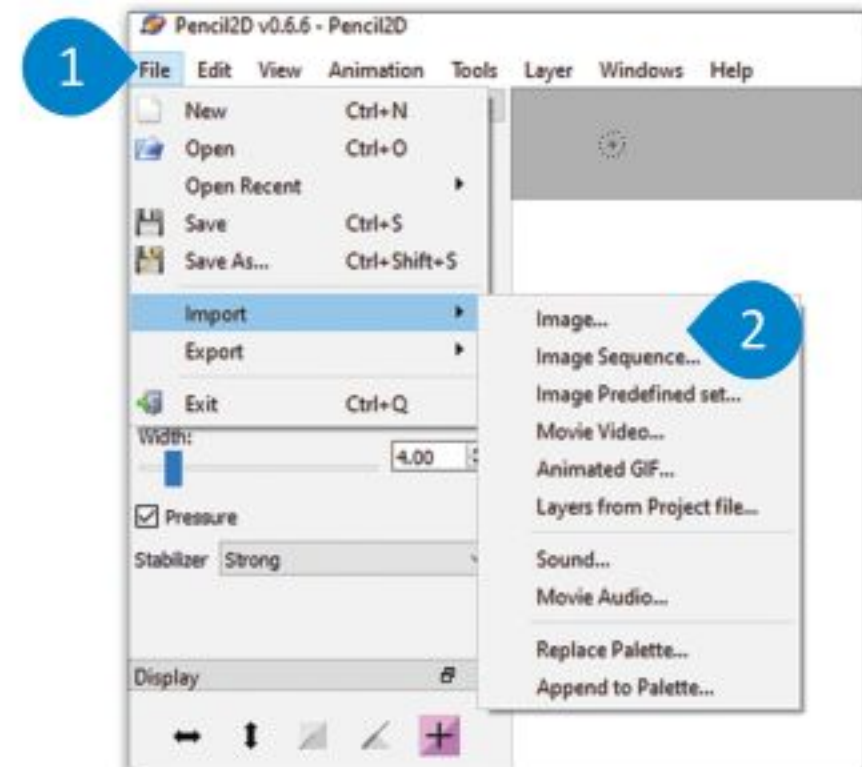 Pencil2D v0.6.6 - Pencil2D
1
File Edit View Animation Tools Layer Windows Help
New Ctrl+N
Open Ctrl+O
Open Recent
Save Ctrl+S
Save As... Ctrl+Shift+S
Import
Export
Exit Ctrl+Q
2
Image...
Image Sequence...
Image Predefined set...
Movie Video...
Animated GIF...
Layers from Project file...
Sound...
Movie Audio...
Replace Palette...
Append to Palette...
Width:
4.00
Pressure
Stabilizer Strong
Display